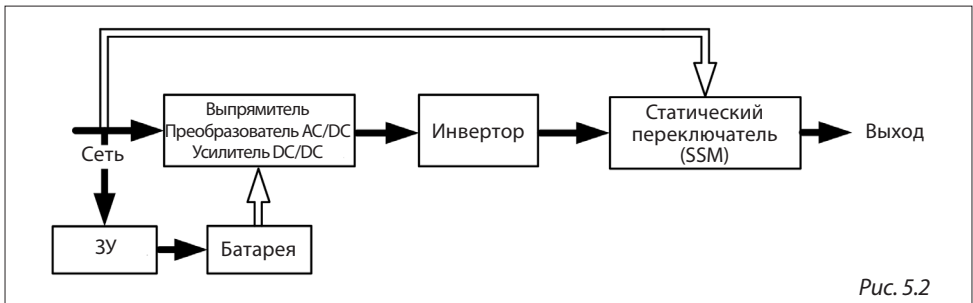 Выпрямитель
Преобразователь AC/DC
Усилитель DC/DC
Инвертор
Статический
переключатель
(SSM)
Выход
Сеть
ЗУ
Батарея
Рис. 5.2